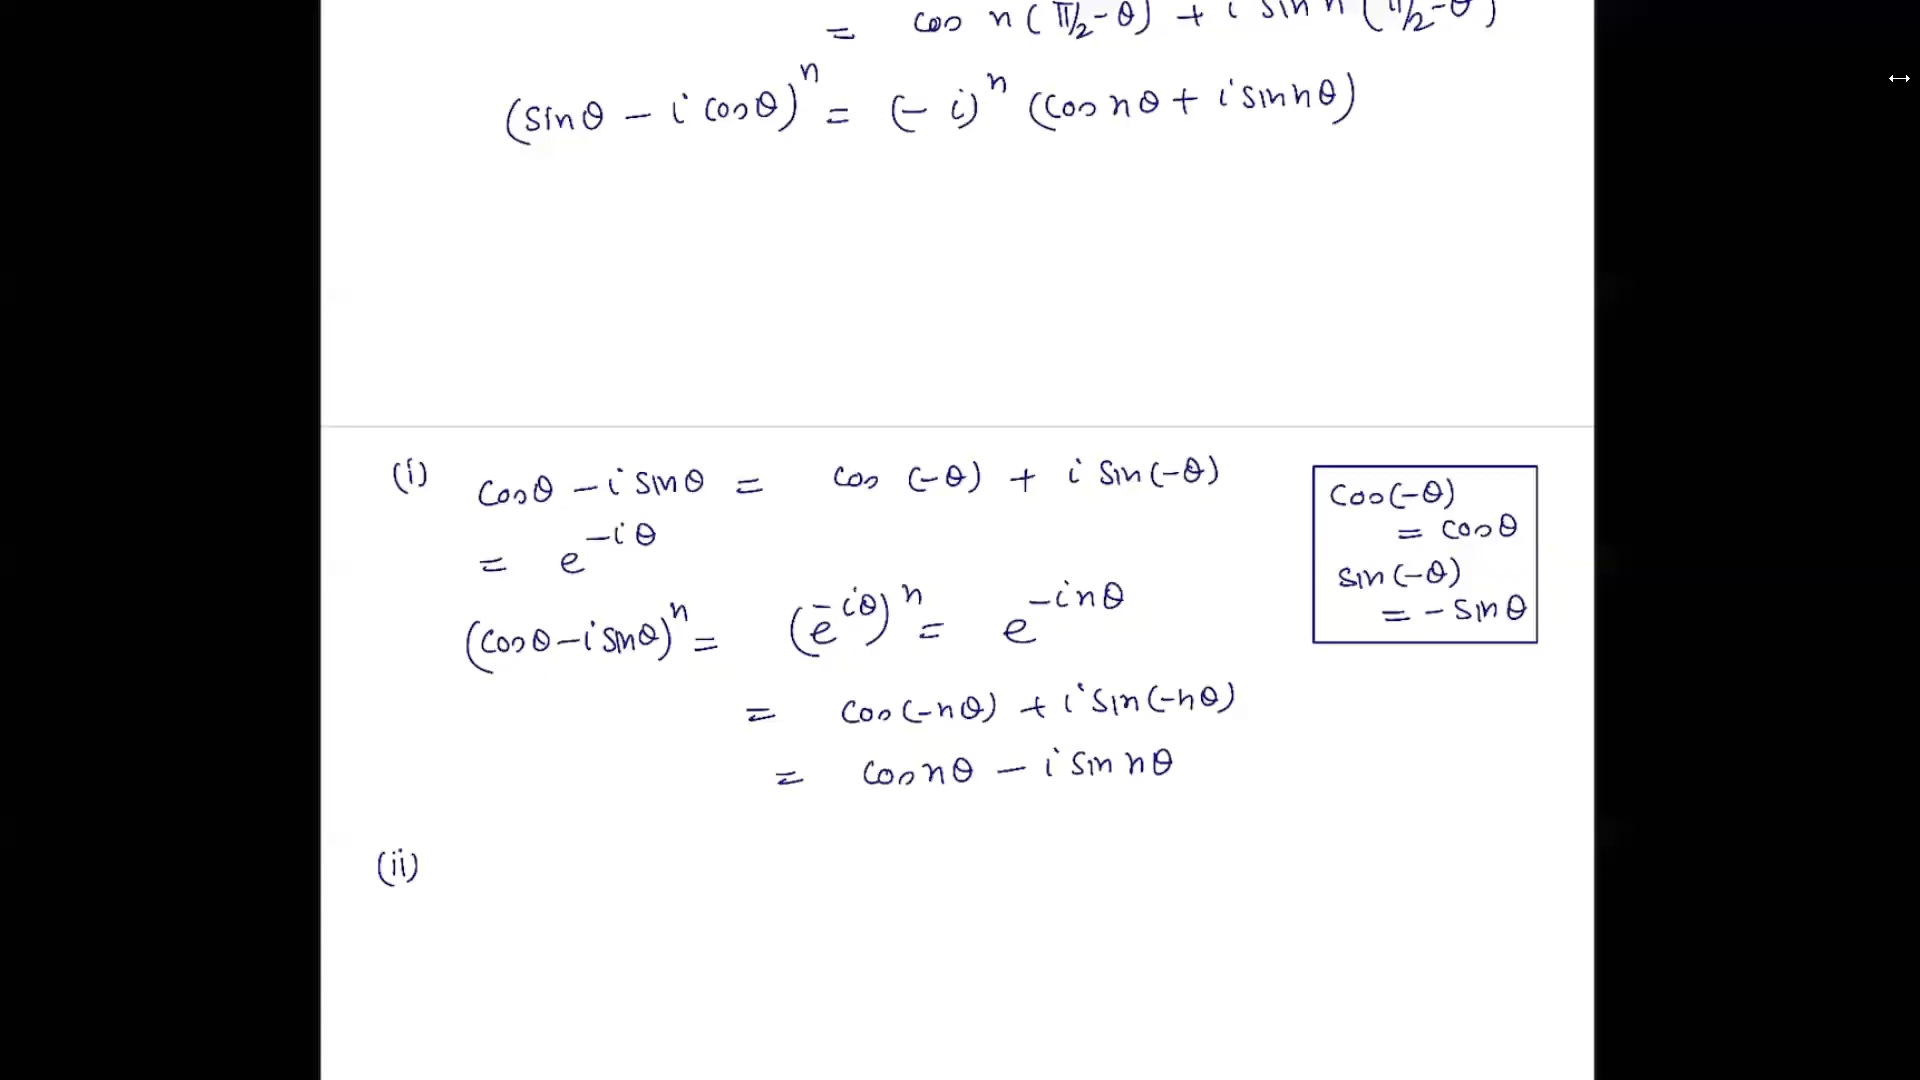 = cos n (π/2 - θ) + i sin n (π/2 - θ)
(sinθ - i cosθ)ⁿ = (- i)ⁿ (cos nθ + i sin nθ)
(i) cosθ - i sinθ = cos (-θ) + i sin (-θ)
= e^(-iθ)
(cosθ - i sinθ)ⁿ = (e^(-iθ))ⁿ = e^(-inθ)
= cos(-nθ) + i sin(-nθ)
= cos nθ - i sin nθ
cos(-θ)
= cosθ
sin(-θ)
= - sinθ
(ii)